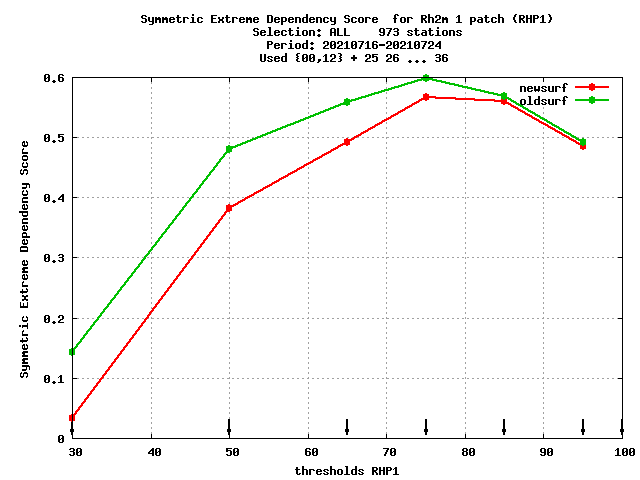 Symmetric Extreme Dependency Score  for Rh2m 1 patch (RHP1)
Selection: ALL    973 stations
Period: 20210716-20210724
Used {00,12} + 25 26 ... 36
newsurf
oldsurf
Symmetric Extreme Dependency Score
0.6
0.5
0.4
0.3
0.2
0.1
0
30 40 50 60 70 80 90 100
thresholds RHP1